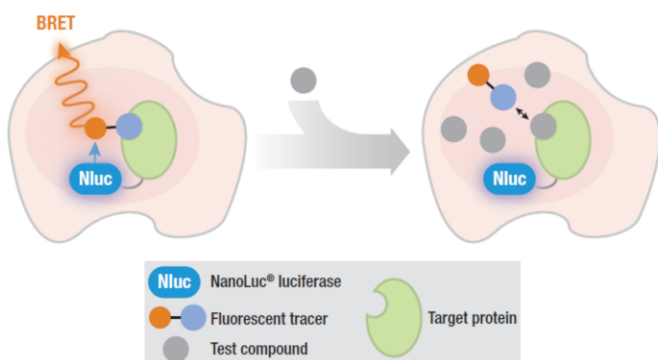 BRET
Nluc
Nluc
Nluc NanoLuc® luciferase
Fluorescent tracer
Target protein
Test compound